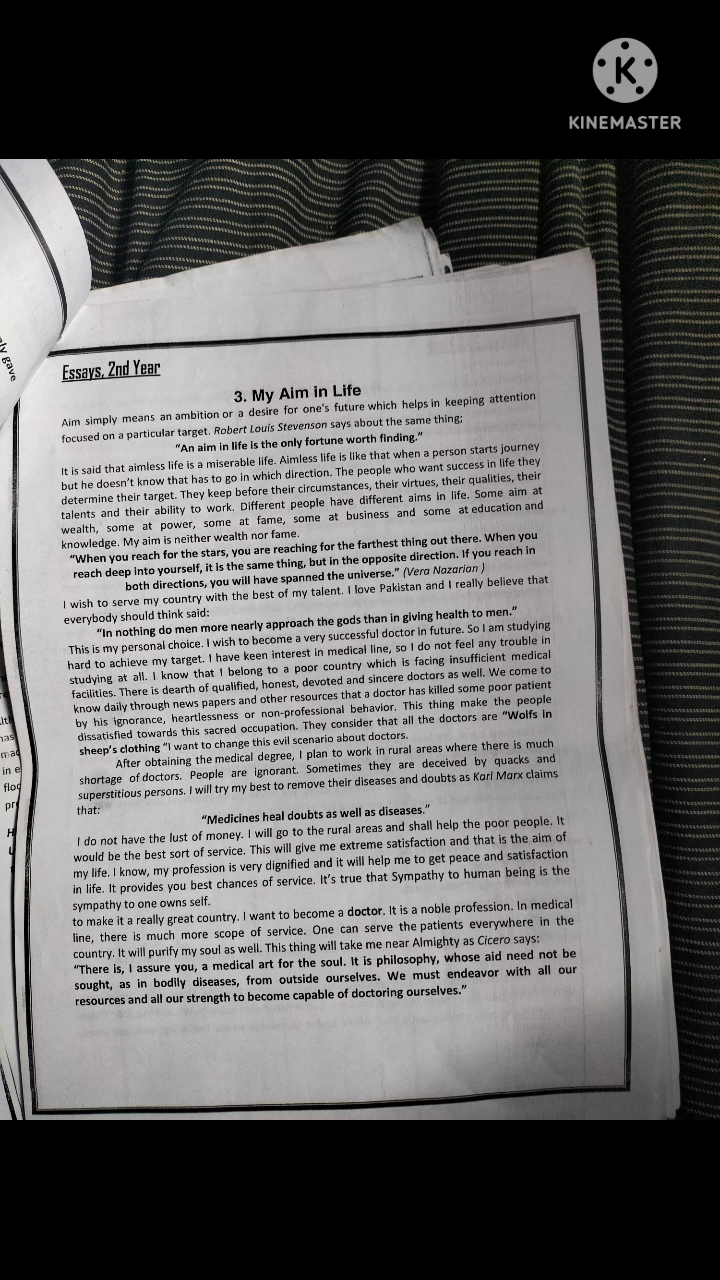 KINEMASTER
Essays, 2nd Year
3. My Aim in Life
Aim simply means an ambition or a desire for one's future which helps in keeping attention
focused on a particular target. Robert Louis Stevenson says about the same thing;
“An aim in life is the only fortune worth finding.”
It is said that aimless life is a miserable life. Aimless life is like that when a person starts journey
but he doesn't know that has to go in which direction. The people who want success in life they
determine their target. They keep before their circumstances, their virtues, their qualities, their
talents and their ability to work. Different people have different aims in life. Some aim at
wealth, some at power, some at fame, some at business and some at education and
knowledge. My aim is neither wealth nor fame.
“When you reach for the stars, you are reaching for the farthest thing out there. When you
reach deep into yourself, it is the same thing, but in the opposite direction. If you reach in
both directions, you will have spanned the universe.” (Vera Nazarian )
I wish to serve my country with the best of my talent. I love Pakistan and I really believe that
everybody should think said:
“In nothing do men more nearly approach the gods than in giving health to men.”
This is my personal choice. I wish to become a very successful doctor in future. So I am studying
hard to achieve my target. I have keen interest in medical line, so I do not feel any trouble in
studying at all. I know that I belong to a poor country which is facing insufficient medical
facilities. There is dearth of qualified, honest, devoted and sincere doctors as well. We come to
know daily through news papers and other resources that a doctor has killed some poor patient
by his ignorance, heartlessness or non-professional behavior. This thing make the people
dissatisfied towards this sacred occupation. They consider that all the doctors are “Wolfs in
sheep's clothing “I want to change this evil scenario about doctors.
After obtaining the medical degree, I plan to work in rural areas where there is much
shortage of doctors. People are ignorant. Sometimes they are deceived by quacks and
superstitious persons. I will try my best to remove their diseases and doubts as Karl Marx claims
that:
“Medicines heal doubts as well as diseases.”
I do not have the lust of money. I will go to the rural areas and shall help the poor people. It
would be the best sort of service. This will give me extreme satisfaction and that is the aim of
my life. I know, my profession is very dignified and it will help me to get peace and satisfaction
in life. It provides you best chances of service. It's true that Sympathy to human being is the
sympathy to one owns self.
to make it a really great country. I want to become a doctor. It is a noble profession. In medical
line, there is much more scope of service. One can serve the patients everywhere in the
country. It will purify my soul as well. This thing will take me near Almighty as Cicero says:
“There is, I assure you, a medical art for the soul. It is philosophy, whose aid need not be
sought, as in bodily diseases, from outside ourselves. We must endeavor with all our
resources and all our strength to become capable of doctoring ourselves.”